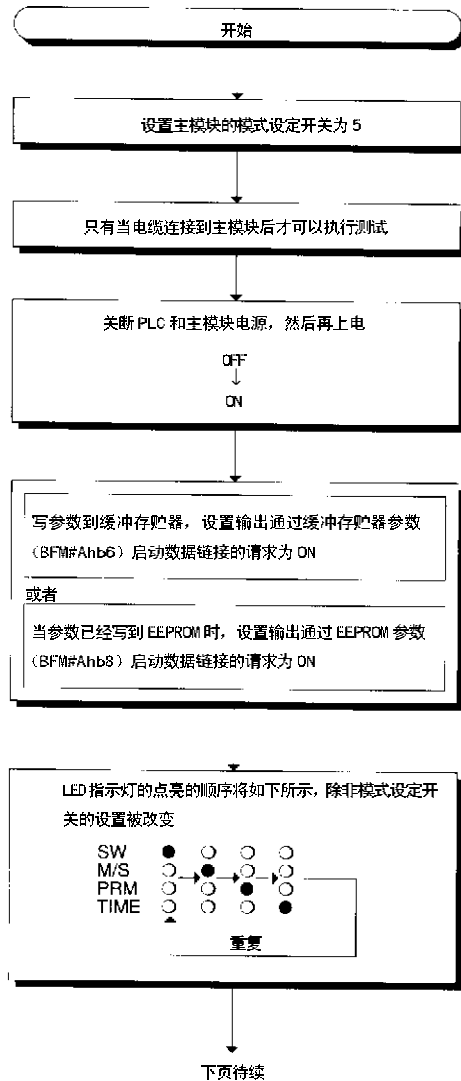 开始
设置主模块的模式设定开关为 5
只有当电缆连接到主模块后才可以执行测试
关断 PLC 和主模块电源，然后再上电
OFF
ON
写参数到缓冲存贮器，设置输出通过缓冲存贮器参数
（BFM#Ahb6）启动数据链接的请求为 ON
或者
当参数已经写到 EEPROM 时，设置输出通过 EEPROM 参数
（BFM#Ahb8）启动数据链接的请求为 ON
LED 指示灯的点亮的顺序将如下所示，除非模式设定开
关的设置被改变
SW
M/S
PRM
TIME
重复
下页待续